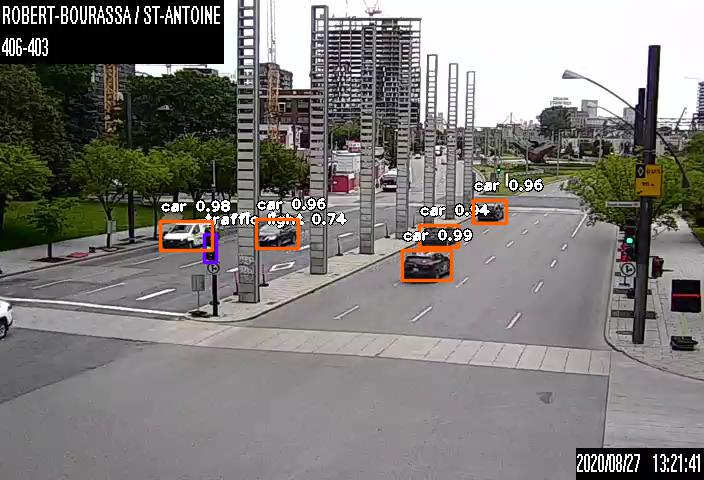 ROBERT-BOURASSA / ST-ANTOINE
406-403
car 0.96
car 0.98
car 0.96
traffic light 0.74
car 0.94
car 0.99
BUS
2020/08/27 13:21:41